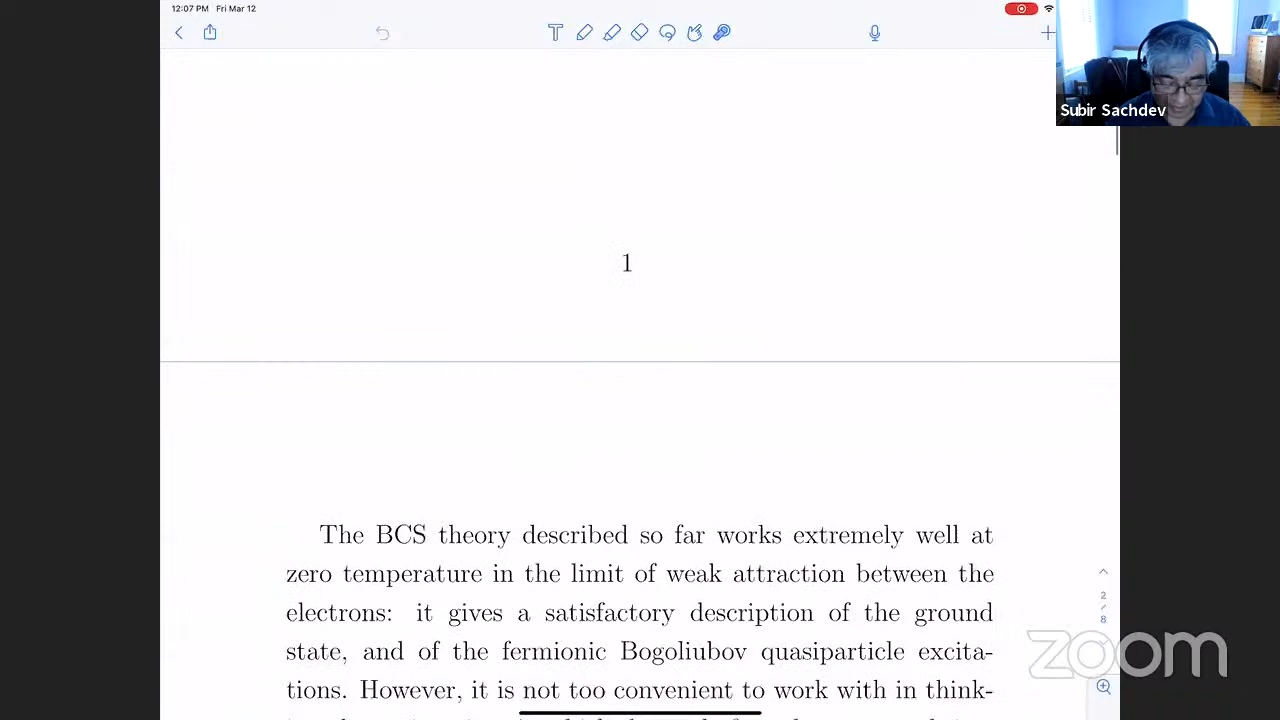 12:07 PM Fri Mar 12
Subir Sachdev
1
The BCS theory described so far works extremely well at
zero temperature in the limit of weak attraction between the
electrons: it gives a satisfactory description of the ground
state, and of the fermionic Bogoliubov quasiparticle excita-
tions. However, it is not too convenient to work with in think-
2
/
8
zoom